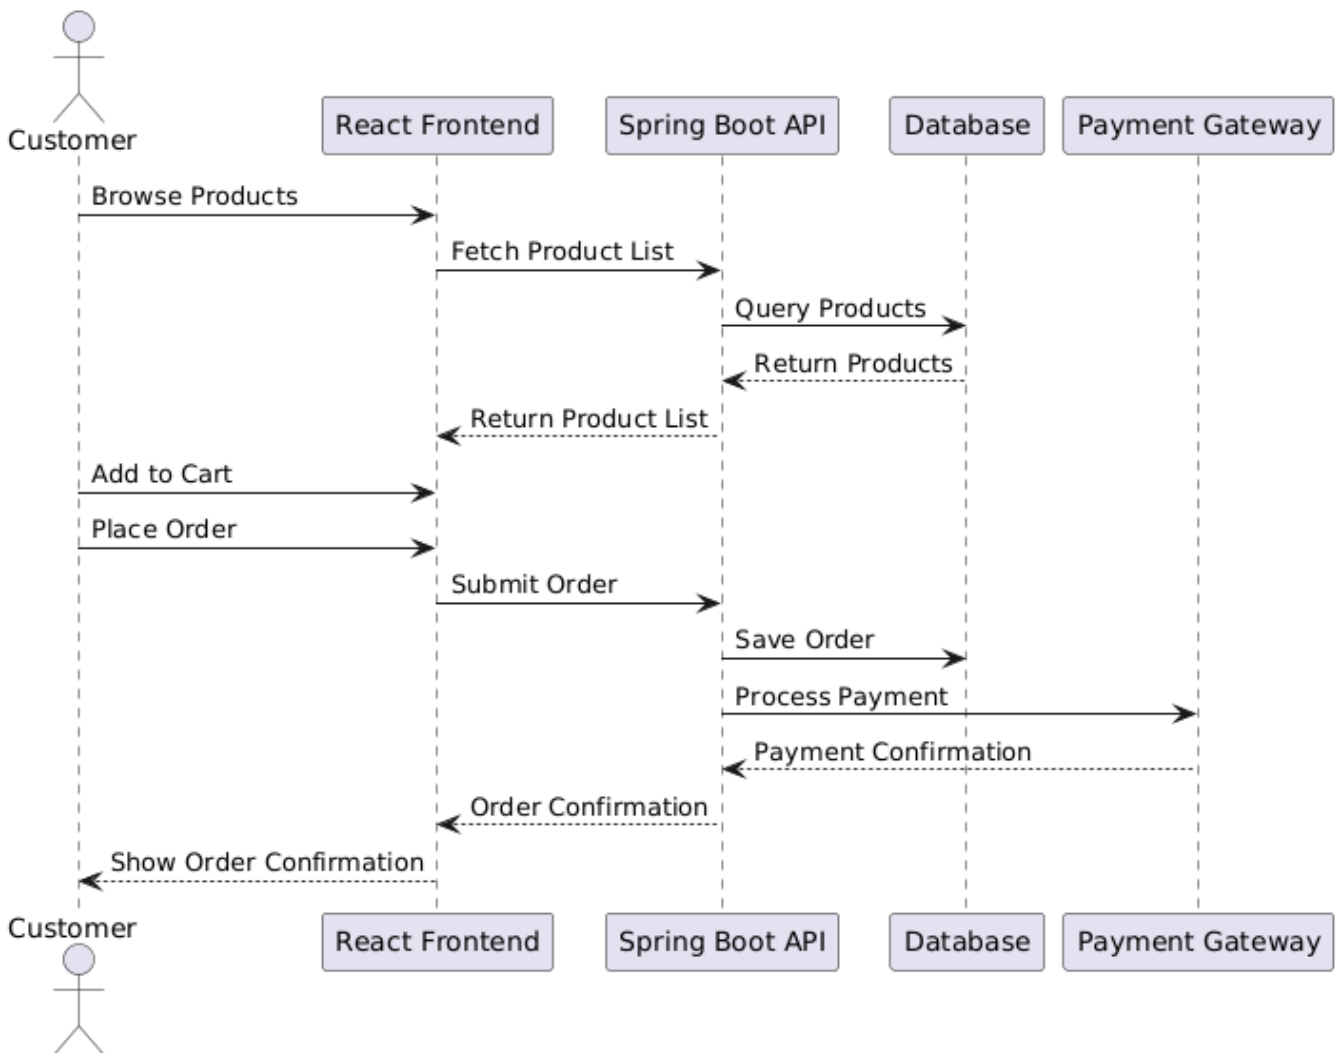 Customer
React Frontend
Spring Boot API
Database
Payment Gateway
Browse Products
Fetch Product List
Query Products
Return Products
Return Product List
Add to Cart
Place Order
Submit Order
Save Order
Process Payment
Payment Confirmation
Order Confirmation
Show Order Confirmation
Customer
React Frontend
Spring Boot API
Database
Payment Gateway